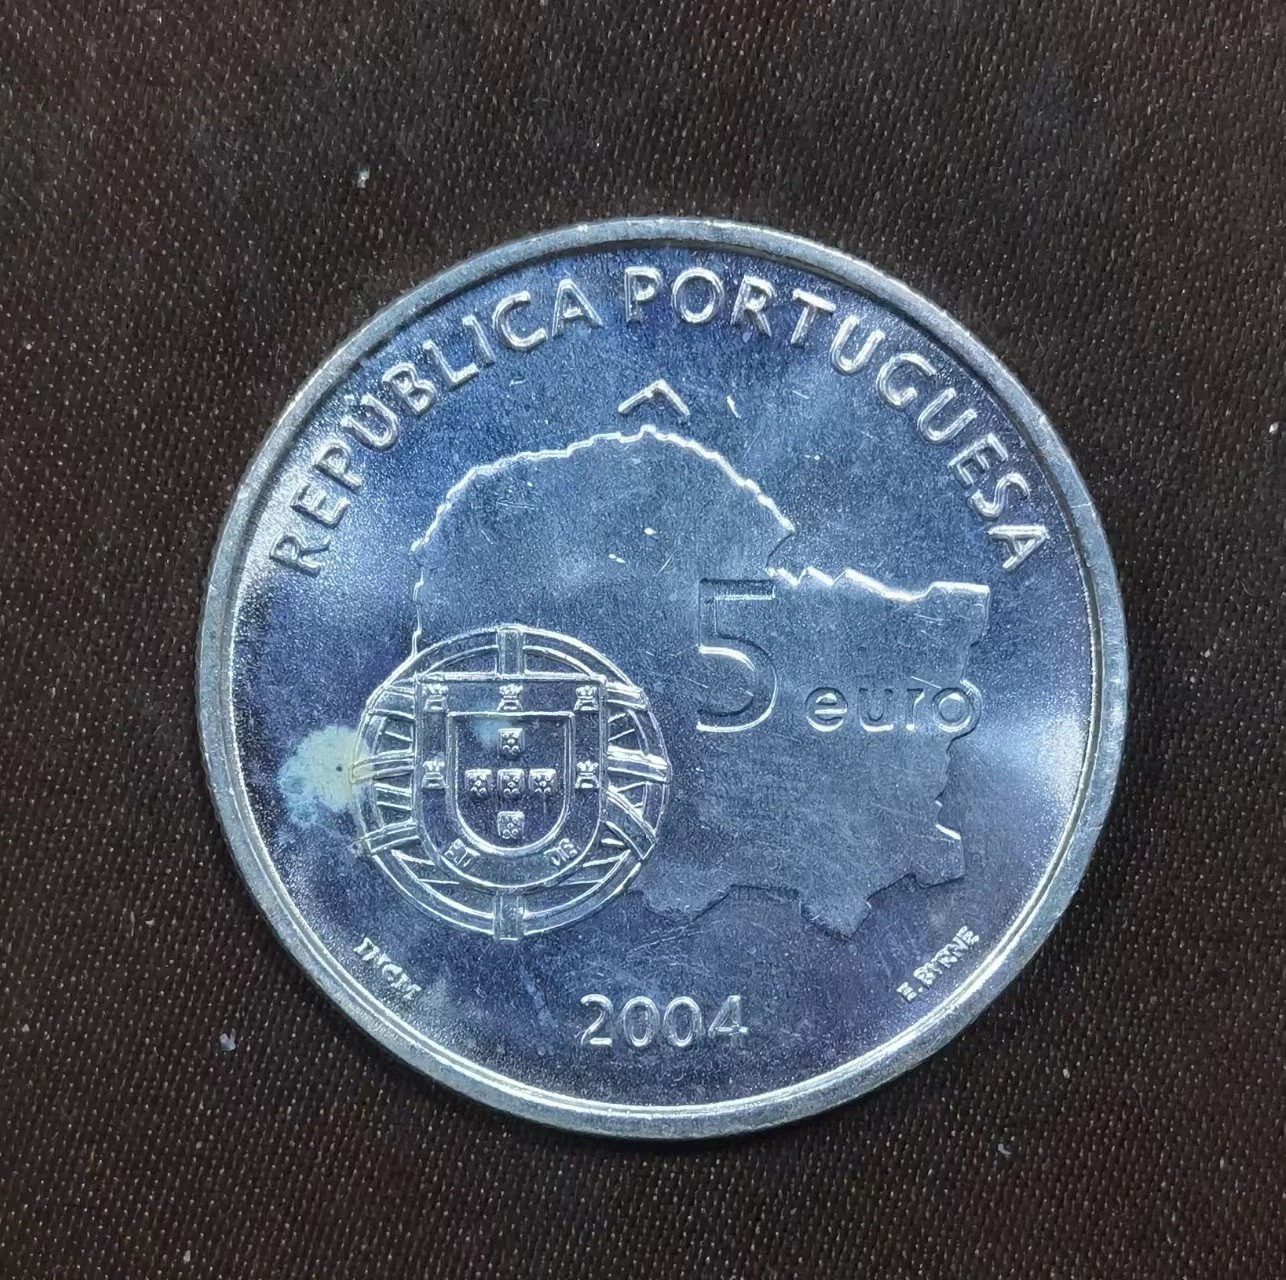 REPÚBLICA PORTUGUESA
5 euro
INCM
E. BYRNE
2004